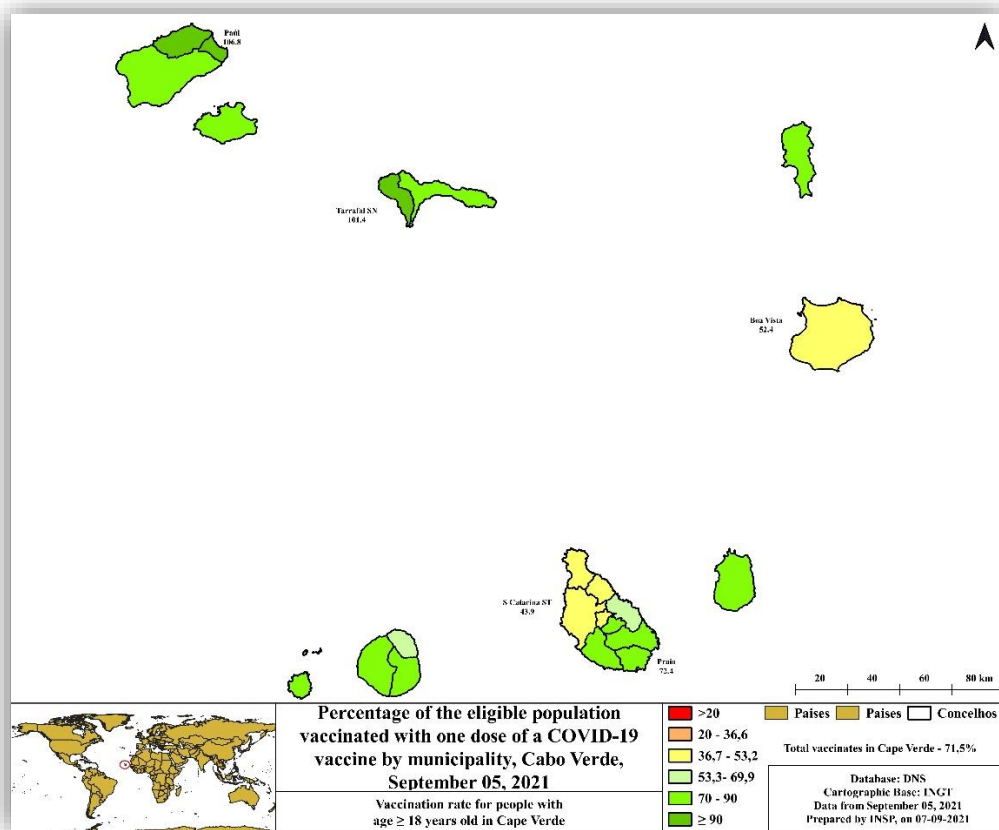 Paúl
106.8
Tarrafal SN
101.4
Boa Vista
52.4
S Catarina ST
43.9
Praia
72.4
20 40 60 80 km
Percentage of the eligible population
vaccinated with one dose of a COVID-19
vaccine by municipality, Cabo Verde,
September 05, 2021
Vaccination rate for people with
age ≥ 18 years old in Cape Verde
>20
20 - 36,6
36,7 - 53,2
53,3- 69,9
70 - 90
≥ 90
Paises Paises Concelhos
Total vaccinates in Cape Verde - 71,5%
Database: DNS
Cartographic Base: INGT
Data from September 05, 2021
Prepared by INSP, on 07-09-2021